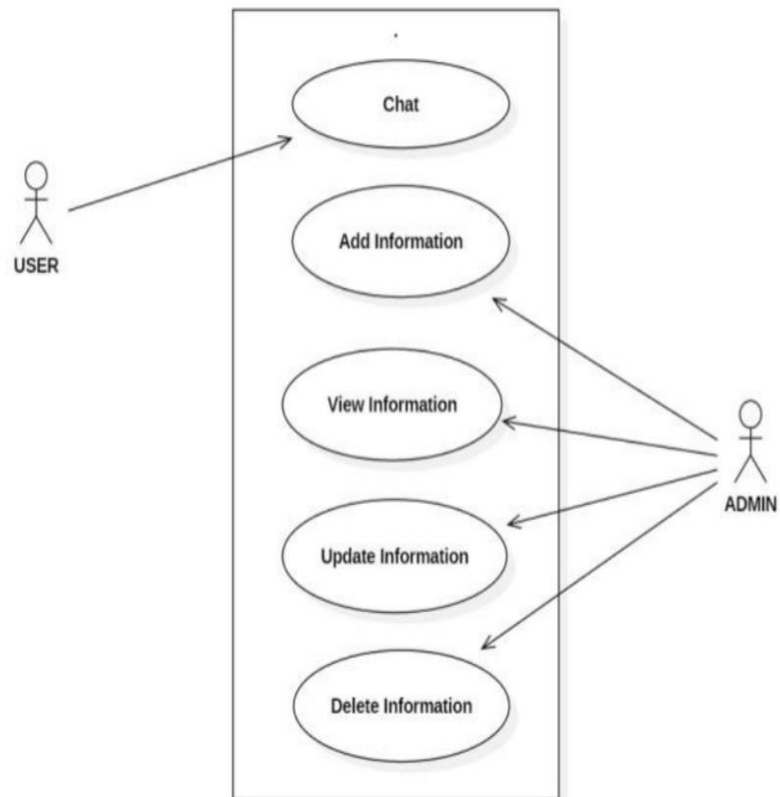 Chat
USER
Add Information
View Information
ADMIN
Update Information
Delete Information